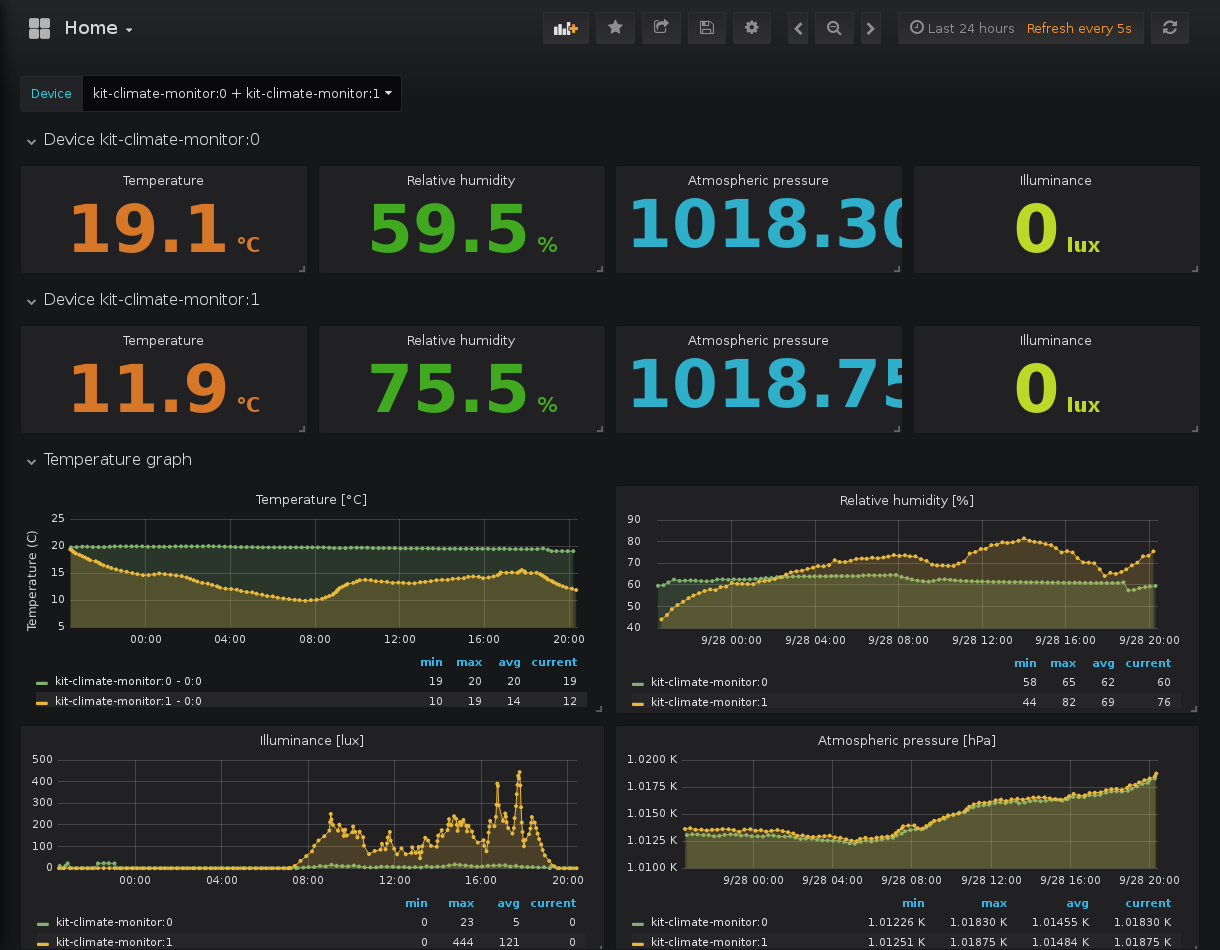 Home
Last 24 hours Refresh every 5s
Device kit-climate-monitor:0 + kit-climate-monitor:1
Device kit-climate-monitor:0
Temperature Relative humidity Atmospheric pressure Illuminance
19.1 °C 59.5 % 1018.30 0 lux
Device kit-climate-monitor:1
Temperature Relative humidity Atmospheric pressure Illuminance
11.9 °C 75.5 % 1018.75 0 lux
Temperature graph
Temperature [°C]
Temperature (C)
25
20
15
10
5
00:00 04:00 08:00 12:00 16:00 20:00
min max avg current
kit-climate-monitor:0 - 0:0 19 20 20 19
kit-climate-monitor:1 - 0:0 10 19 14 12
Relative humidity [%]
90
80
70
60
50
40
9/28 00:00 9/28 04:00 9/28 08:00 9/28 12:00 9/28 16:00 9/28 20:00
min max avg current
kit-climate-monitor:0 58 65 62 60
kit-climate-monitor:1 44 82 69 76
Illuminance [lux]
500
400
300
200
100
0
00:00 04:00 08:00 12:00 16:00 20:00
min max avg current
kit-climate-monitor:0 0 23 5 0
kit-climate-monitor:1 0 444 121 0
Atmospheric pressure [hPa]
1.0200 K
1.0175 K
1.0150 K
1.0125 K
1.0100 K
9/28 00:00 9/28 04:00 9/28 08:00 9/28 12:00 9/28 16:00 9/28 20:00
min max avg current
kit-climate-monitor:0 1.01226 K 1.01830 K 1.01455 K 1.01830 K
kit-climate-monitor:1 1.01251 K 1.01875 K 1.01484 K 1.01875 K